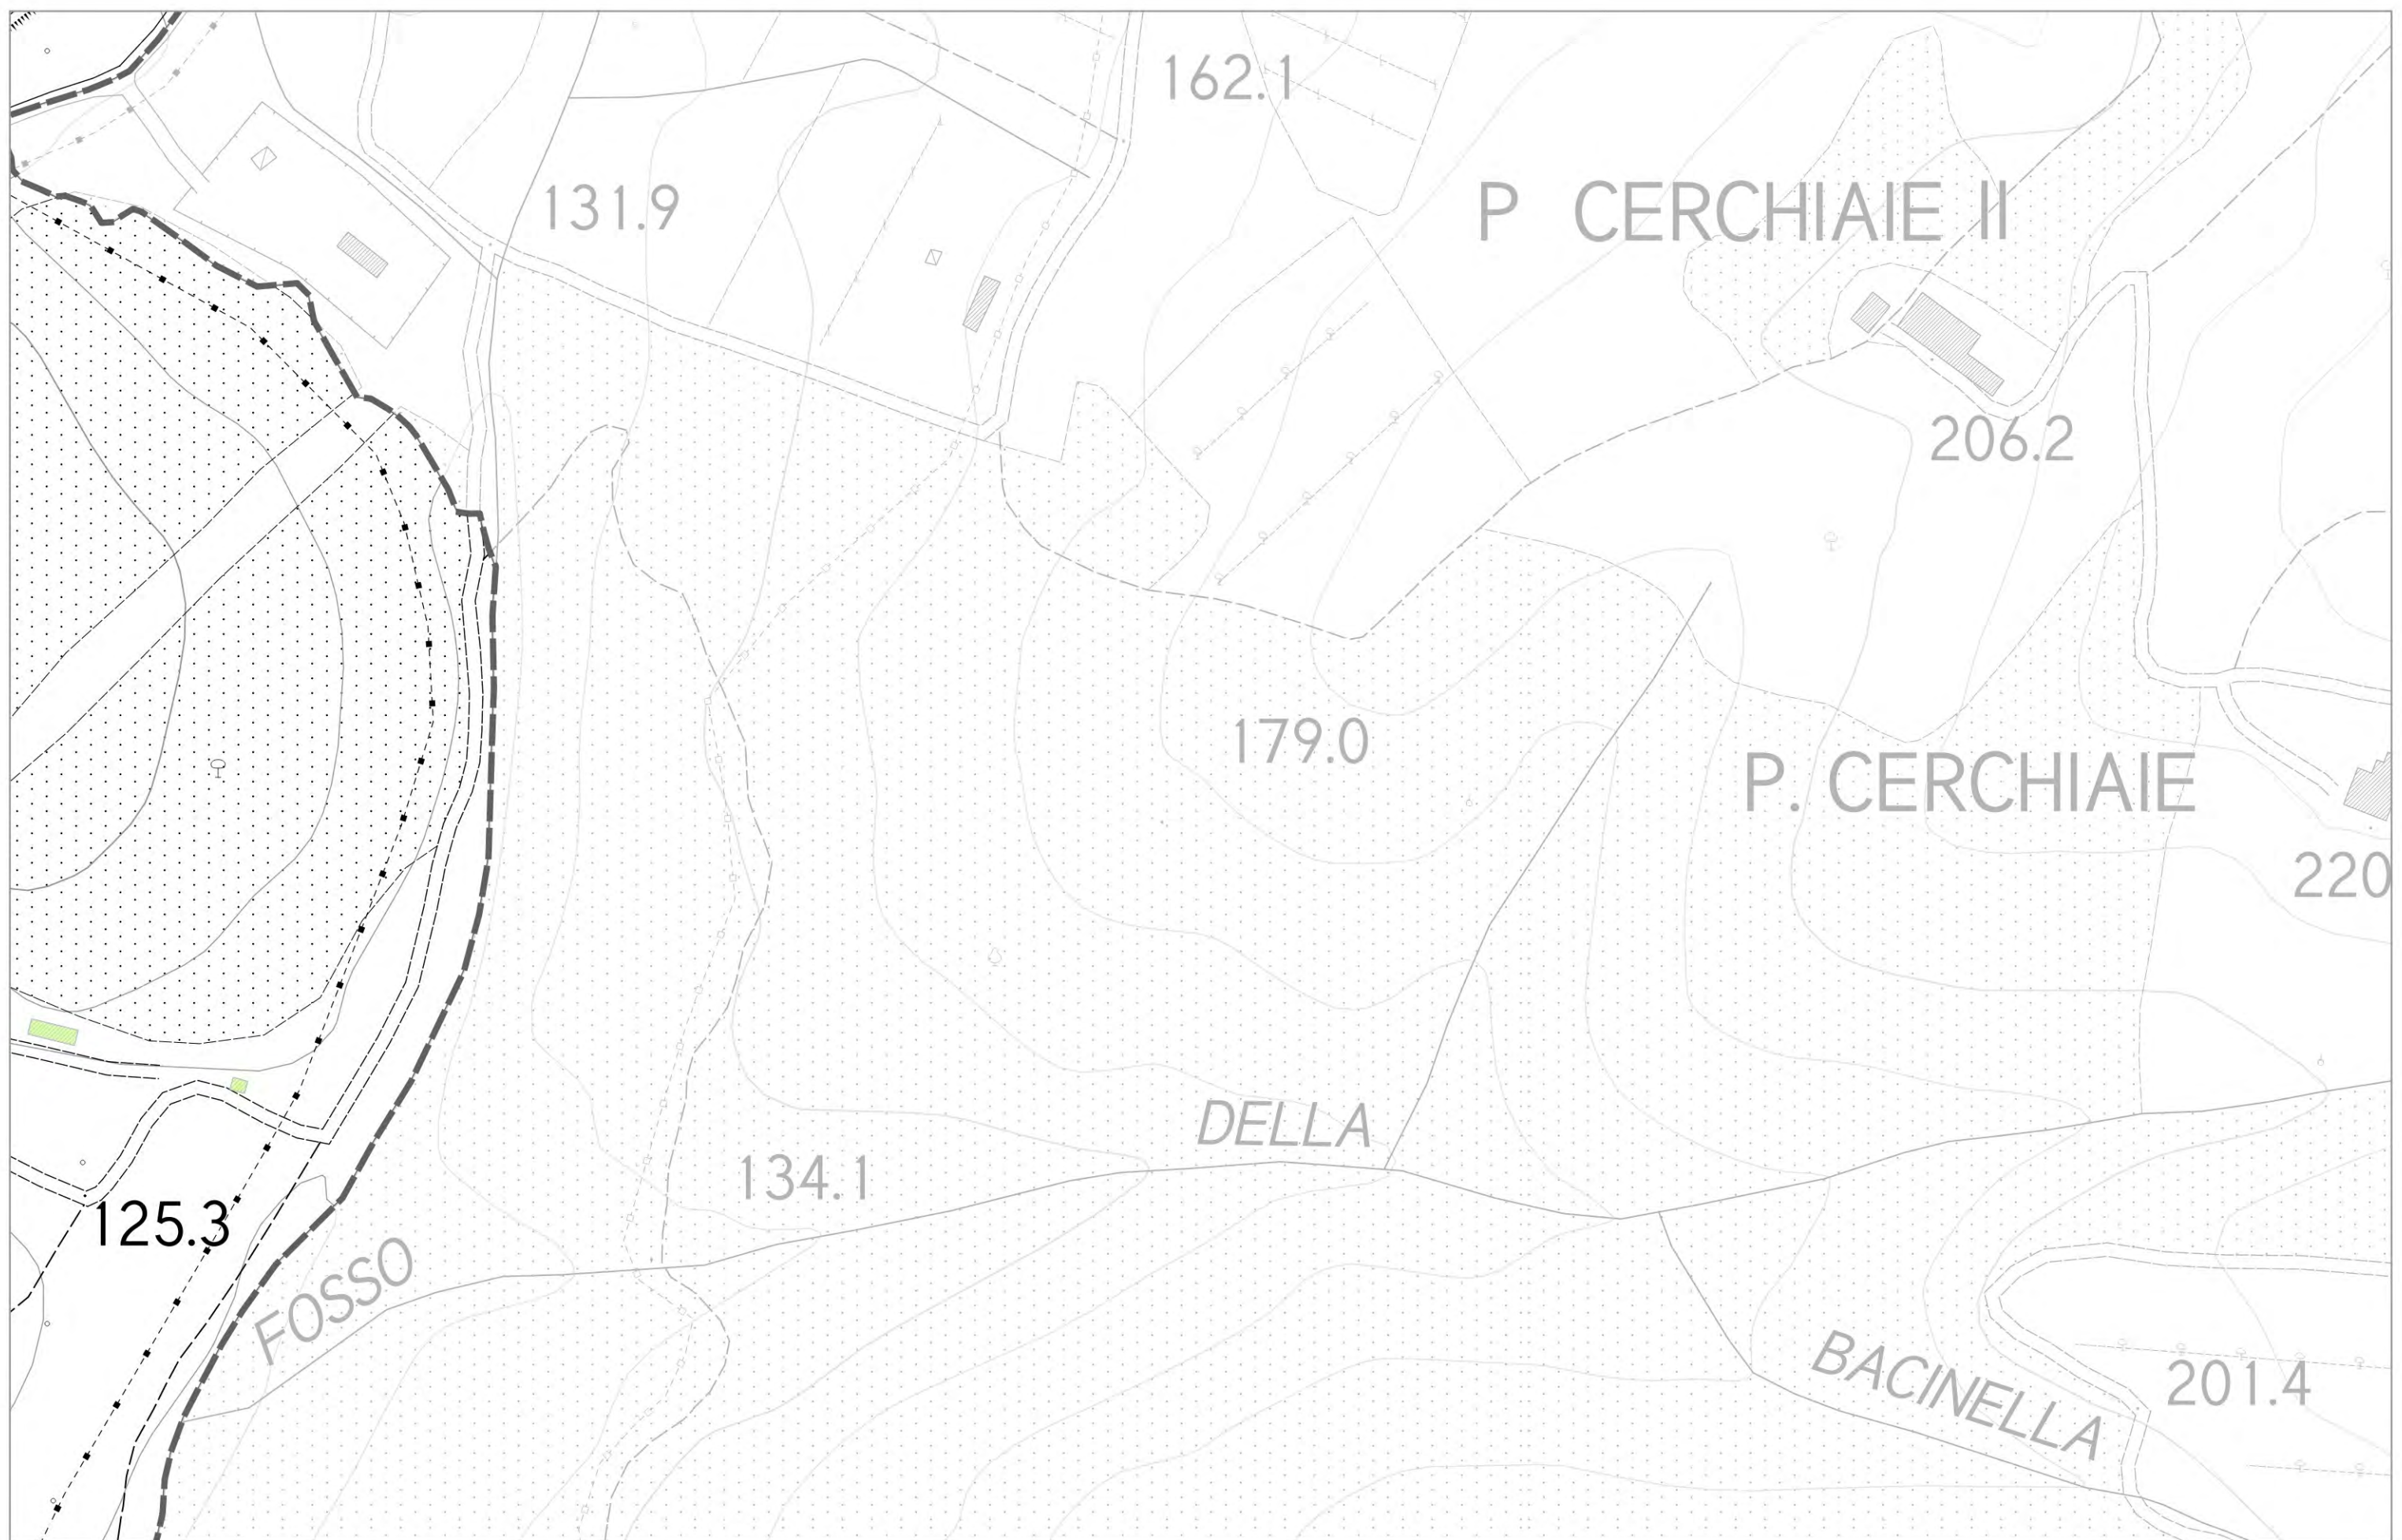 162.1
131.9
P CERCHIAIE II
206.2
179.0
P. CERCHIAIE
220
DELLA
134.1
125.3
FOSSO
BACINELLA
201.4